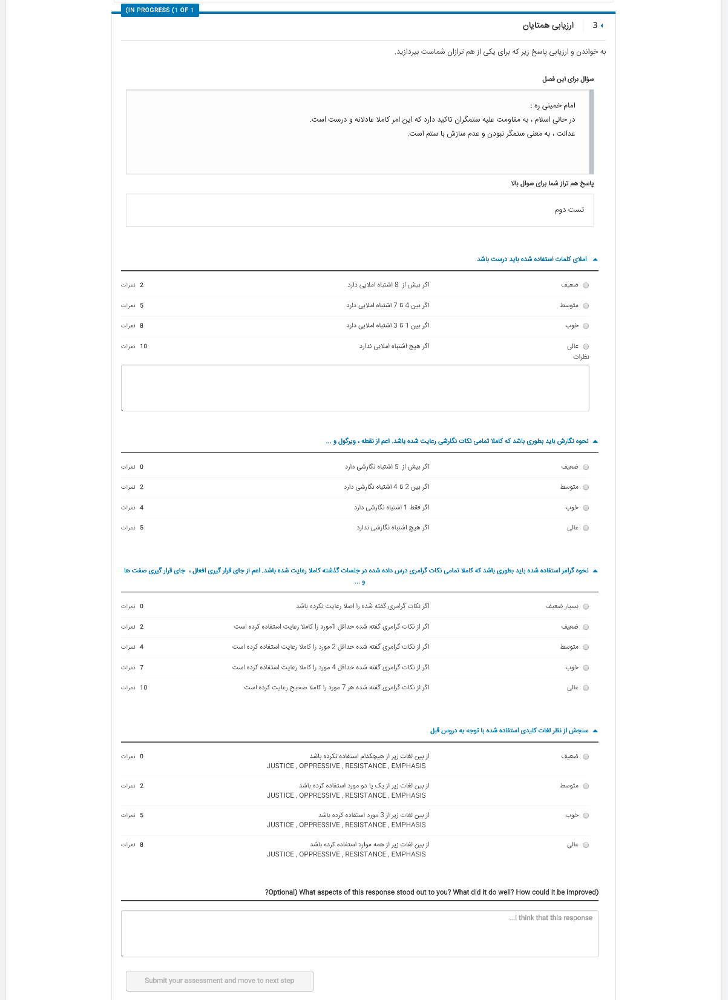 (IN PROGRESS (1 OF 1
3 ارزیابی همتایان
به خواندن و ارزیابی پاسخ زیر که برای یکی از هم ترازان شماست بپردازید.
سؤال برای این فصل
امام خمینی ره :
در حالی اسلام ، به مقاومت علیه ستمگران تاکید دارد که این امر کاملا عادلانه و درست است.
عدالت ، به معنی ستمگر نبودن و عدم سازش با ستم است.
پاسخ هم تراز شما برای سوال بالا
تست دوم
املای کلمات استفاده شده باید درست باشد
ضعیف اگر بیش از 8 اشتباه املایی دارد 2 نمرات
متوسط اگر بین 4 تا 7 اشتباه املایی دارد 5 نمرات
خوب اگر بین 1 تا 3 اشتباه املایی دارد 8 نمرات
عالی اگر هیچ اشتباه املایی ندارد 10 نمرات
نظرات
نحوه نگارش باید بطوری باشد که کاملا تمامی نکات نگارشی رعایت شده باشد. اعم از نقطه ، ویرگول و ...
ضعیف اگر بیش از 5 اشتباه نگارشی دارد 0 نمرات
متوسط اگر بین 2 تا 4 اشتباه نگارشی دارد 2 نمرات
خوب اگر فقط 1 اشتباه نگارشی دارد 4 نمرات
عالی اگر هیچ اشتباه نگارشی ندارد 5 نمرات
نحوه گرامر استفاده شده باید بطوری باشد که کاملا تمامی نکات گرامری درس داده شده در جلسات گذشته کاملا رعایت شده باشد. اعم از جای قرار گیری افعال ، جای قرار گیری صفت ها
و ...
بسیار ضعیف اگر نکات گرامری گفته شده را اصلا رعایت نکرده باشد 0 نمرات
ضعیف اگر از نکات گرامری گفته شده حداقل 1مورد را کاملا رعایت استفاده کرده است 2 نمرات
متوسط اگر از نکات گرامری گفته شده حداقل 2 مورد را کاملا رعایت استفاده کرده است 4 نمرات
خوب اگر از نکات گرامری گفته شده حداقل 4 مورد را کاملا رعایت استفاده کرده است 7 نمرات
عالی اگر از نکات گرامری گفته شده هر 7 مورد را کاملا صحیح رعایت کرده است 10 نمرات
سنجش از نظر لغات کلیدی استفاده شده با توجه به دروس قبل
ضعیف از بین لغات زیر از هیچکدام استفاده نکرده باشد 0 نمرات
JUSTICE , OPPRESSIVE , RESISTANCE , EMPHASIS
متوسط از بین لغات زیر از یک یا دو مورد استفاده کرده باشد 2 نمرات
JUSTICE , OPPRESSIVE , RESISTANCE , EMPHASIS
خوب از بین لغات زیر از 3 مورد استفاده کرده باشد 5 نمرات
JUSTICE , OPPRESSIVE , RESISTANCE , EMPHASIS
عالی از بین لغات زیر از همه موارد استفاده کرده باشد 8 نمرات
JUSTICE , OPPRESSIVE , RESISTANCE , EMPHASIS
?Optional) What aspects of this response stood out to you? What did it do well? How could it be improved)
...I think that this response
Submit your assessment and move to next step